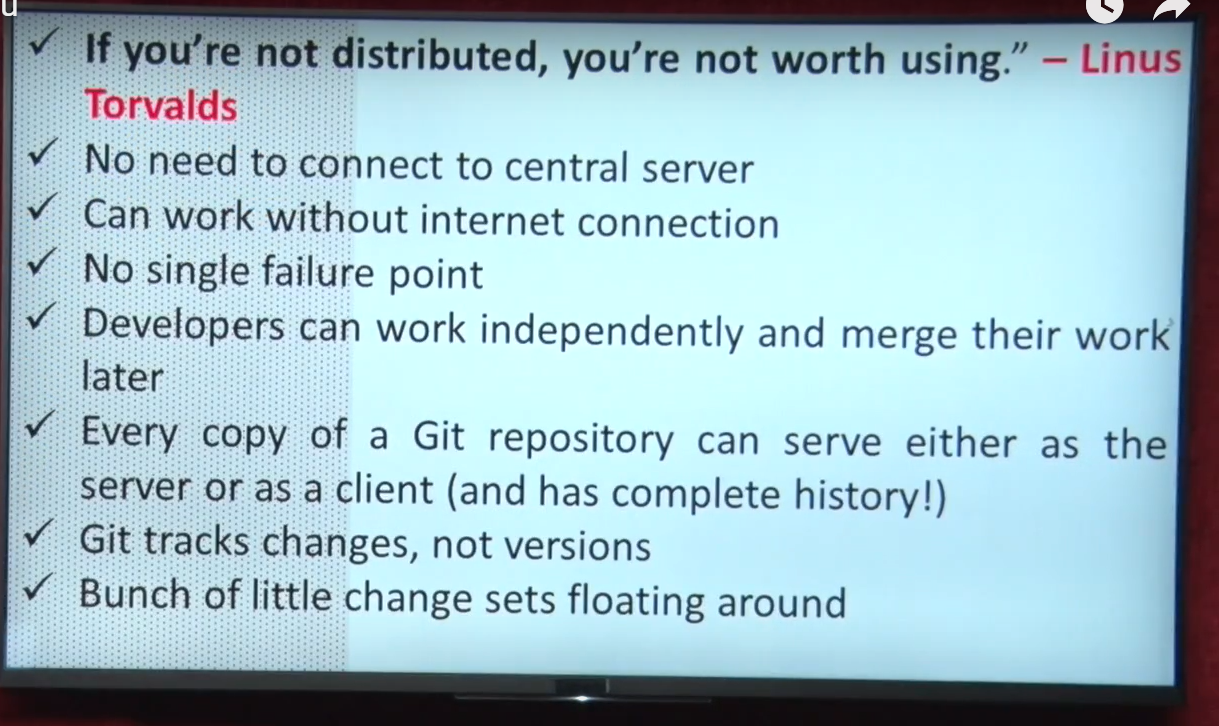 u
✓ If you're not distributed, you're not worth using.” – Linus
Torvalds
✓ No need to connect to central server
✓ Can work without internet connection
✓ No single failure point
✓ Developers can work independently and merge their work
later
✓ Every copy of a Git repository can serve either as the
server or as a client (and has complete history!)
✓ Git tracks changes, not versions
✓ Bunch of little change sets floating around